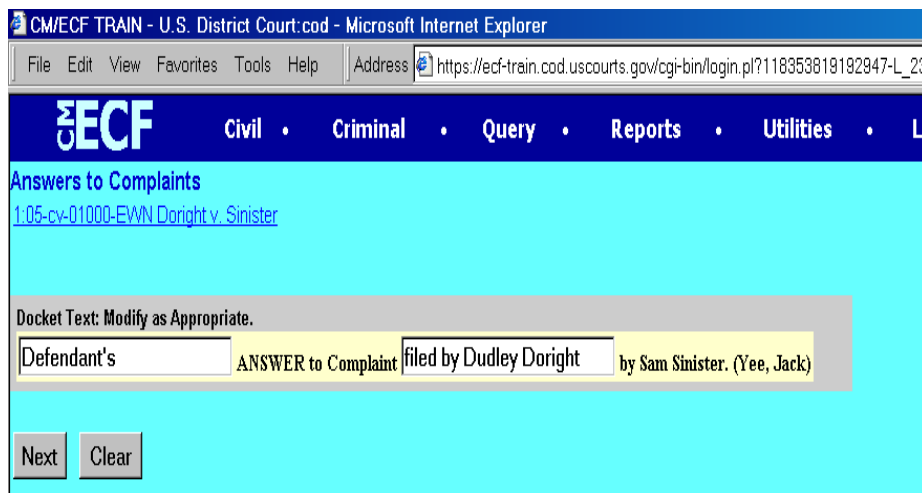 CM/ECF TRAIN - U.S. District Court:cod - Microsoft Internet Explorer
File Edit View Favorites Tools Help Address https://ecf-train.cod.uscourts.gov/cgi-bin/login.pl?118353819192947-L_23
CM ECF Civil • Criminal • Query • Reports • Utilities • L
Answers to Complaints
1:05-cv-01000-EWN Doright v. Sinister
Docket Text: Modify as Appropriate.
Defendant's ANSWER to Complaint filed by Dudley Doright by Sam Sinister. (Yee, Jack)
Next Clear